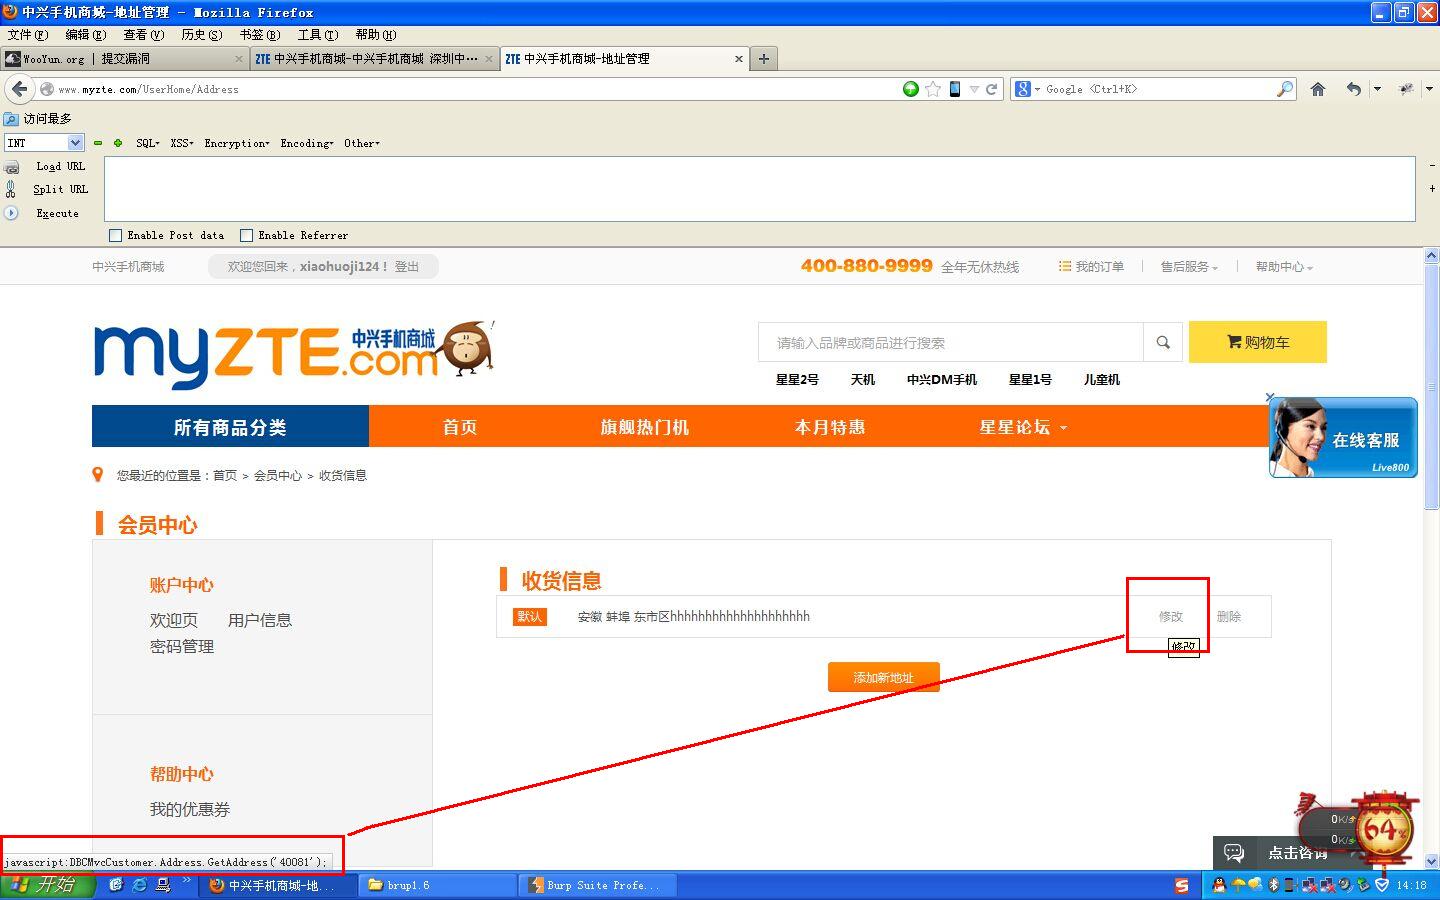 中兴手机商城-地址管理 - Mozilla Firefox
文件(F) 编辑(E) 查看(V) 历史(S) 书签(B) 工具(T) 帮助(H)
WooYun.org | 提交漏洞
ZTE 中兴手机商城-中兴手机商城 深圳中…
ZTE 中兴手机商城-地址管理
www.myzte.com/UserHome/Address
Google <Ctrl+K>
访问最多
INT SQL XSS Encryption Encoding Other
Load URL
Split URL
Execute
Enable Post data Enable Referrer
中兴手机商城 欢迎您回来，xiaohuoji124！ 登出 400-880-9999 全年无休热线 我的订单 售后服务 帮助中心
myZTE.com 中兴手机商城
请输入品牌或商品进行搜索 购物车
星星2号 天机 中兴DM手机 星星1号 儿童机
所有商品分类 首页 旗舰热门机 本月特惠 星星论坛
在线客服
Live800
您最近的位置是：首页 > 会员中心 > 收货信息
会员中心
账户中心
欢迎页 用户信息
密码管理
帮助中心
我的优惠券
收货信息
默认 安徽 蚌埠 东市区hhhhhhhhhhhhhhhhhhhh 修改 删除
修改
添加新地址
0K/s
0K/s
64%
点击咨询
javascript:DBCMvcCustomer.Address.GetAddress('40081');
开始 中兴手机商城-地... brup1.6 Burp Suite Profe... 14:18